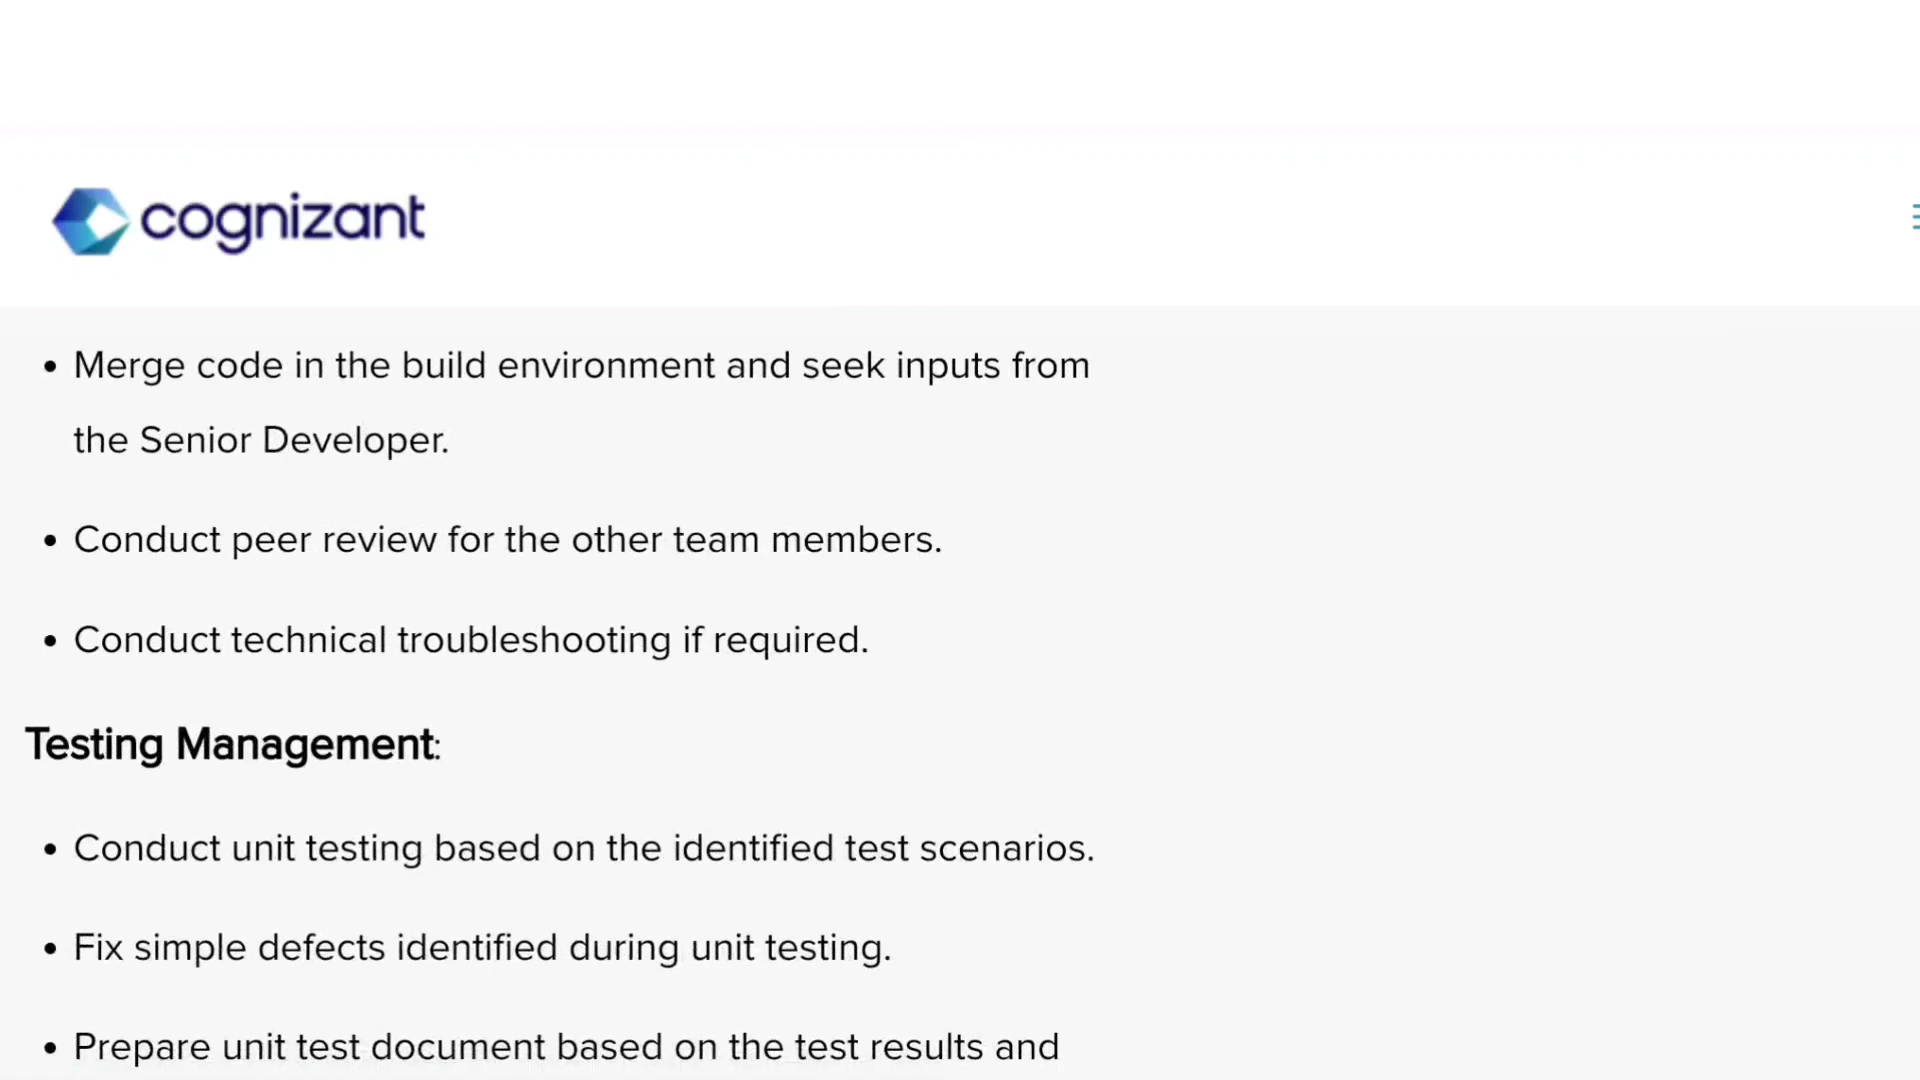 cognizant
• Merge code in the build environment and seek inputs from
the Senior Developer.
• Conduct peer review for the other team members.
• Conduct technical troubleshooting if required.
Testing Management:
• Conduct unit testing based on the identified test scenarios.
• Fix simple defects identified during unit testing.
• Prepare unit test document based on the test results and